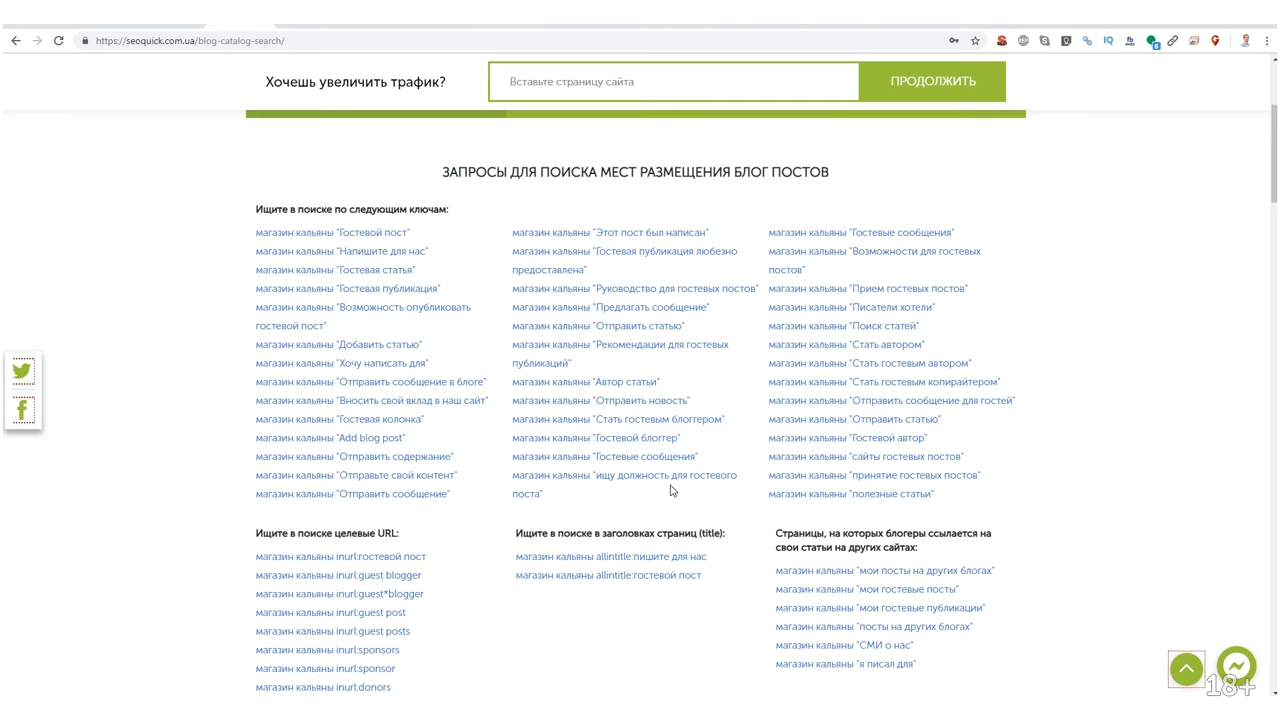 https://seoquick.com.ua/blog-catalog-search/
Хочешь увеличить трафик?
Вставьте страницу сайта
ПРОДОЛЖИТЬ
ЗАПРОСЫ ДЛЯ ПОИСКА МЕСТ РАЗМЕЩЕНИЯ БЛОГ ПОСТОВ
Ищите в поиске по следующим ключам:
магазин кальяны "Гостевой пост"
магазин кальяны "Напишите для нас"
магазин кальяны "Гостевая статья"
магазин кальяны "Гостевая публикация"
магазин кальяны "Возможность опубликовать
гостевой пост"
магазин кальяны "Добавить статью"
магазин кальяны "Хочу написать для"
магазин кальяны "Отправить сообщение в блоге"
магазин кальяны "Вносить свой вклад в наш сайт"
магазин кальяны "Гостевая колонка"
магазин кальяны "Add blog post"
магазин кальяны "Отправить содержание"
магазин кальяны "Отправьте свой контент"
магазин кальяны "Отправить сообщение"
магазин кальяны "Этот пост был написан"
магазин кальяны "Гостевая публикация любезно
предоставлена"
магазин кальяны "Руководство для гостевых постов"
магазин кальяны "Предлагать сообщение"
магазин кальяны "Отправить статью"
магазин кальяны "Рекомендации для гостевых
публикаций"
магазин кальяны "Автор статьи"
магазин кальяны "Отправить новость"
магазин кальяны "Стать гостевым блоггером"
магазин кальяны "Гостевой блоггер"
магазин кальяны "Гостевые сообщения"
магазин кальяны "ищу должность для гостевого
поста"
магазин кальяны "Гостевые сообщения"
магазин кальяны "Возможности для гостевых
постов"
магазин кальяны "Прием гостевых постов"
магазин кальяны "Писатели хотели"
магазин кальяны "Поиск статей"
магазин кальяны "Стать автором"
магазин кальяны "Стать гостевым автором"
магазин кальяны "Стать гостевым копирайтером"
магазин кальяны "Отправить сообщение для гостей"
магазин кальяны "Отправить статью"
магазин кальяны "Гостевой автор"
магазин кальяны "сайты гостевых постов"
магазин кальяны "принятие гостевых постов"
магазин кальяны "полезные статьи"
Ищите в поиске целевые URL:
магазин кальяны inurl:гостевой пост
магазин кальяны inurl:guest blogger
магазин кальяны inurl:guest*blogger
магазин кальяны inurl:guest post
магазин кальяны inurl:guest posts
магазин кальяны inurl:sponsors
магазин кальяны inurl:sponsor
магазин кальяны inurl:donors
Ищите в поиске в заголовках страниц (title):
магазин кальяны allintitle:пишите для нас
магазин кальяны allintitle:гостевой пост
Страницы, на которых блогеры ссылается на
свои статьи на других сайтах:
магазин кальяны "мои посты на других блогах"
магазин кальяны "мои гостевые посты"
магазин кальяны "мои гостевые публикации"
магазин кальяны "посты на других блогах"
магазин кальяны "СМИ о нас"
магазин кальяны "я писал для"
18+